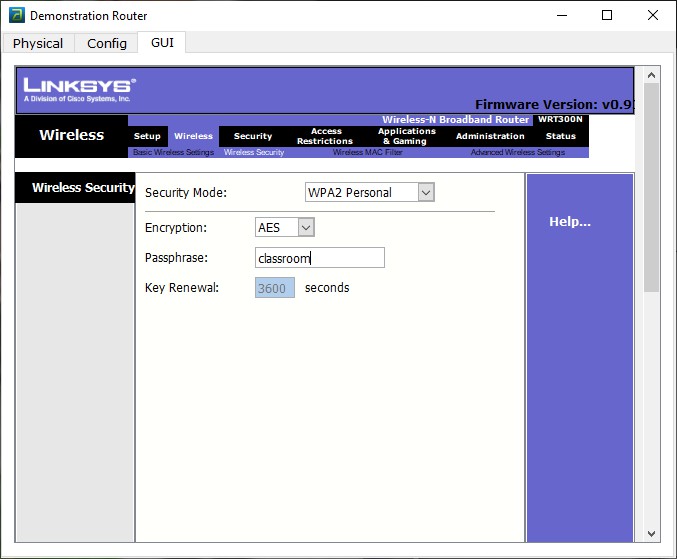 Demonstration Router
Physical Config GUI
LINKSYS®
A Division of Cisco Systems, Inc.
Firmware Version: v0.9
Wireless-N Broadband Router WRT300N
Wireless
Setup Wireless Security Access Restrictions Applications & Gaming Administration Status
Basic Wireless Settings Wireless Security Wireless MAC Filter Advanced Wireless Settings
Wireless Security
Security Mode: WPA2 Personal
Help...
Encryption: AES
Passphrase: classroom
Key Renewal: 3600 seconds